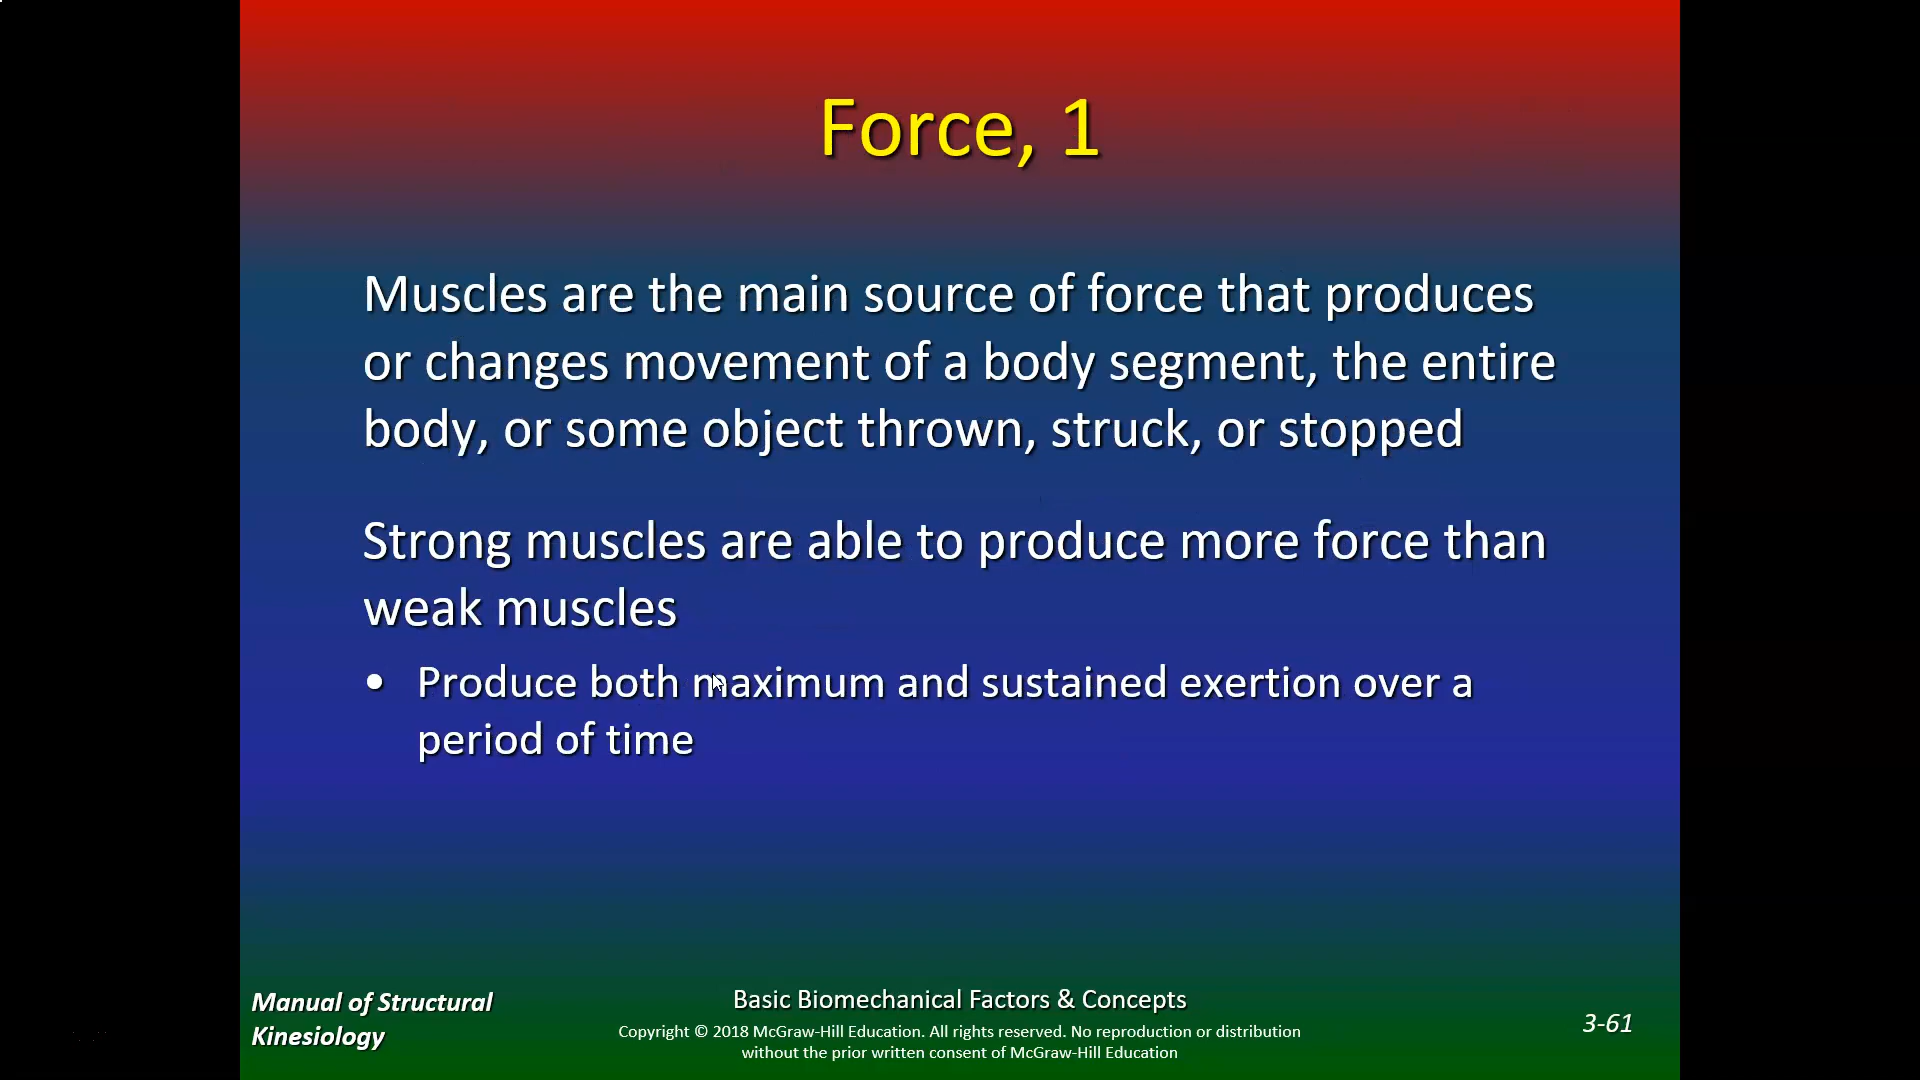 Force, 1
Muscles are the main source of force that produces
or changes movement of a body segment, the entire
body, or some object thrown, struck, or stopped
Strong muscles are able to produce more force than
weak muscles
• Produce both maximum and sustained exertion over a
period of time
Manual of Structural
Kinesiology
Basic Biomechanical Factors & Concepts
Copyright © 2018 McGraw-Hill Education. All rights reserved. No reproduction or distribution
without the prior written consent of McGraw-Hill Education
3-61